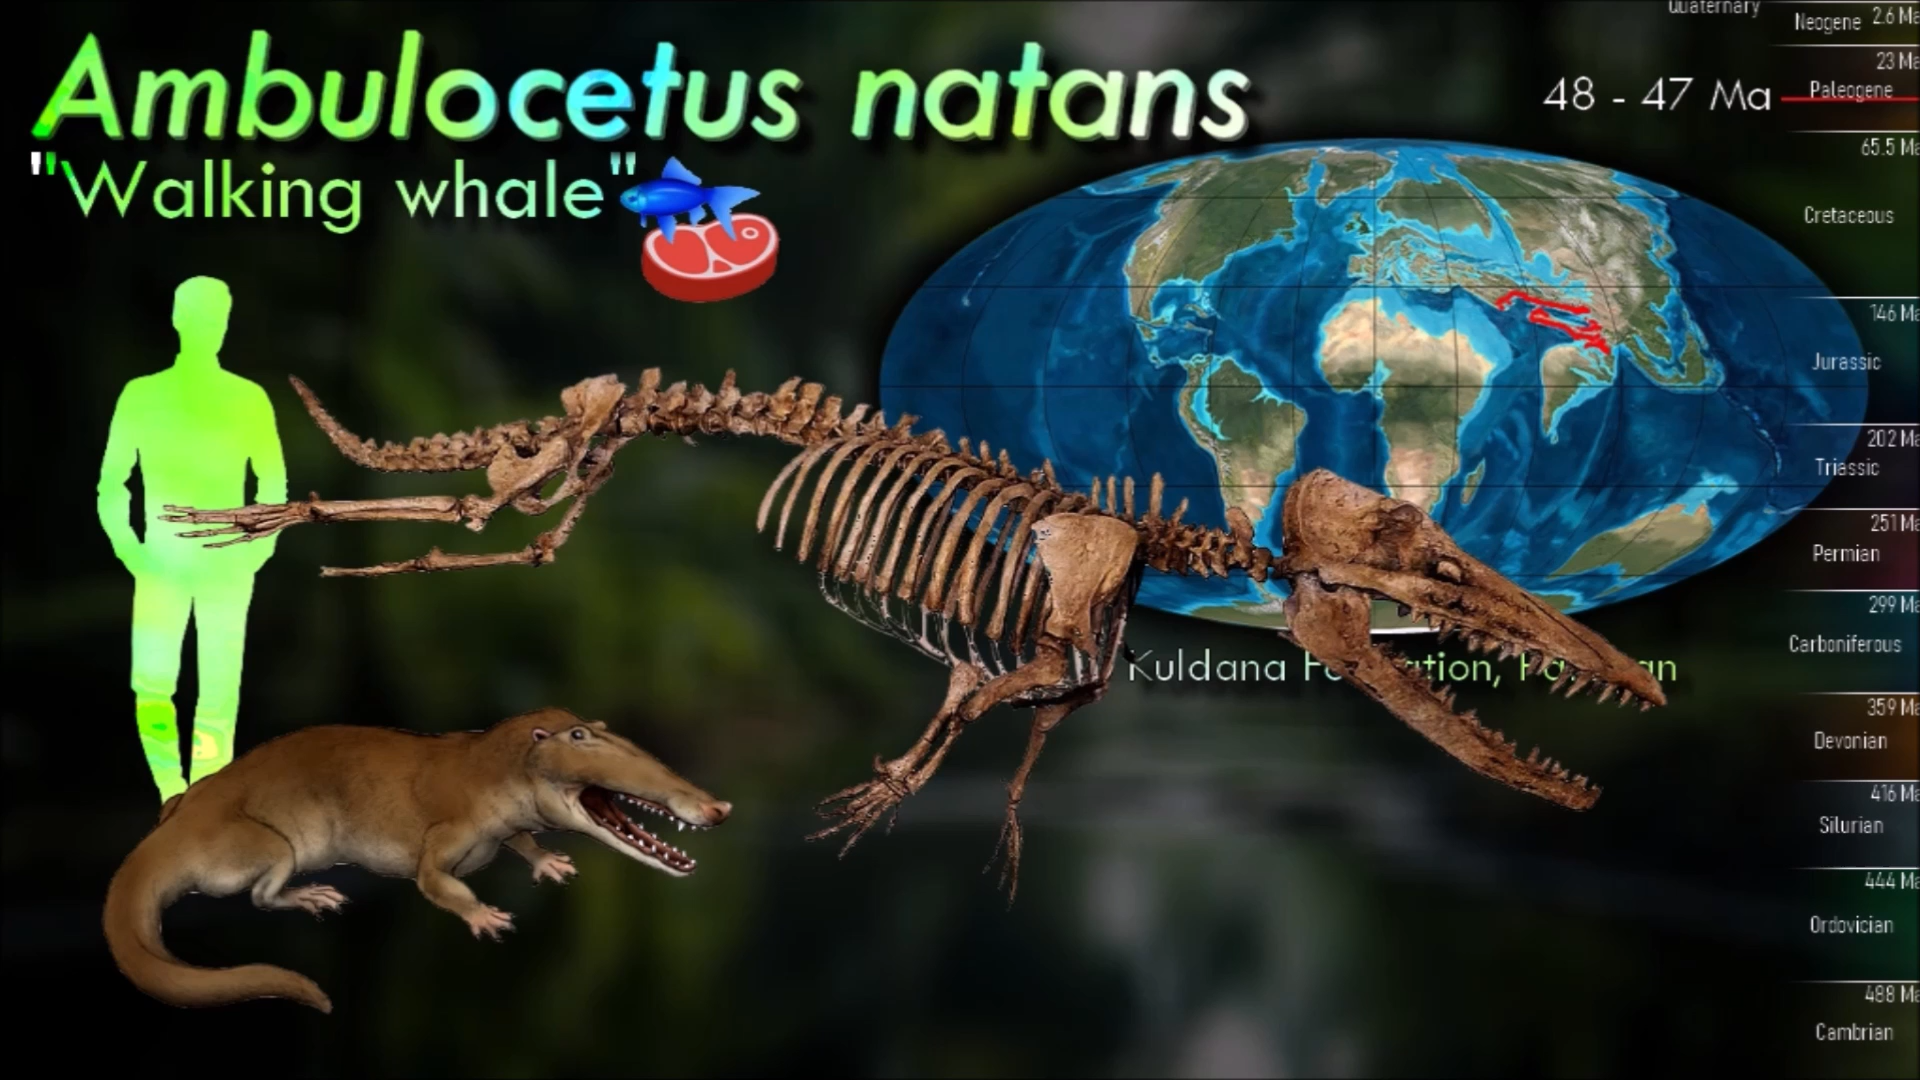 Ambulocetus natans
"Walking whale"
48 - 47 Ma
Kuldana
Quaternary
Neogene
2.6 Ma
23 Ma
Paleogene
65.5 Ma
Cretaceous
146 Ma
Jurassic
202 Ma
Triassic
251 Ma
Permian
299 Ma
Carboniferous
359 Ma
Devonian
416 Ma
Silurian
444 Ma
Ordovician
488 Ma
Cambrian